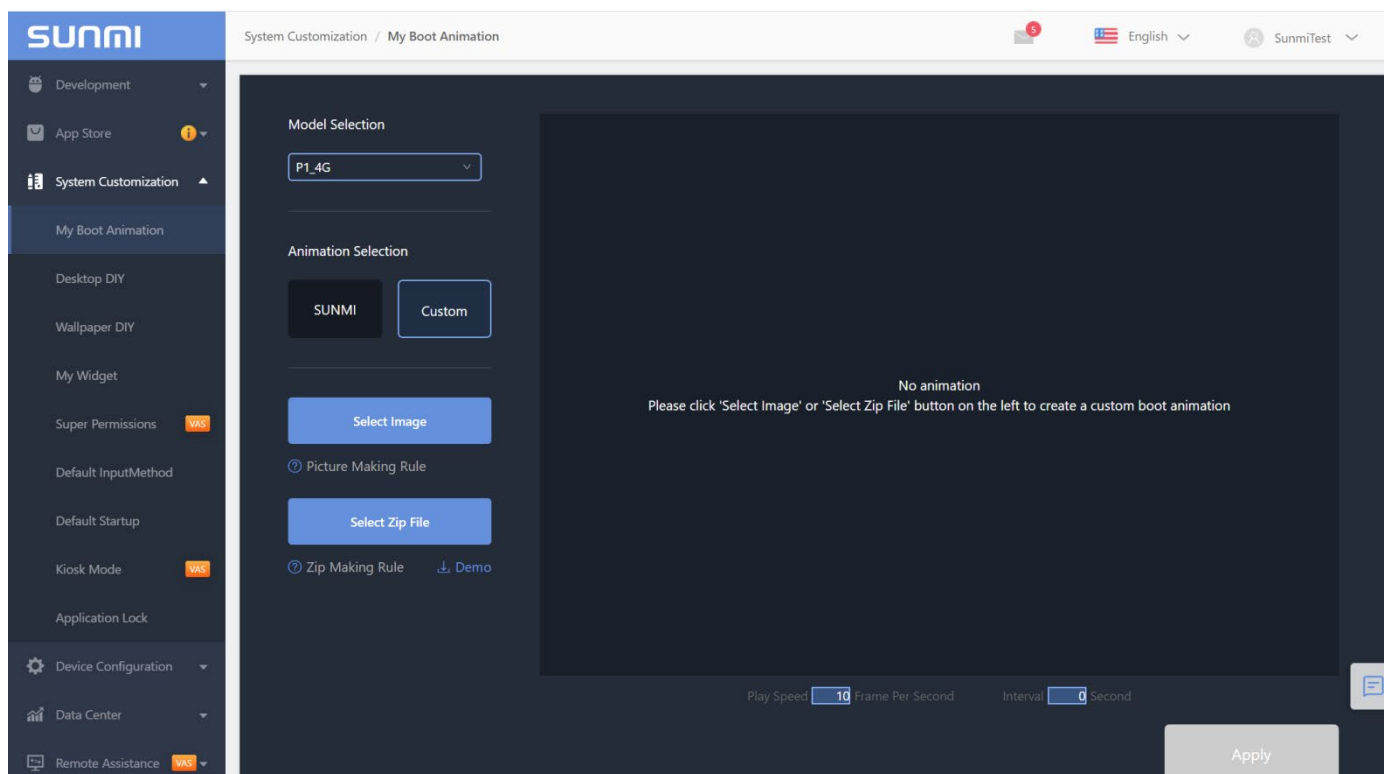 SUNMI
System Customization / My Boot Animation
5
English
SunmiTest
Development
App Store
System Customization
My Boot Animation
Desktop DIY
Wallpaper DIY
My Widget
Super Permissions VAS
Default InputMethod
Default Startup
Kiosk Mode VAS
Application Lock
Device Configuration
Data Center
Remote Assistance VAS
Model Selection
P1_4G
Animation Selection
SUNMI Custom
Select Image
? Picture Making Rule
Select Zip File
? Zip Making Rule Demo
No animation
Please click 'Select Image' or 'Select Zip File' button on the left to create a custom boot animation
Play Speed 10 Frame Per Second Interval 0 Second
Apply